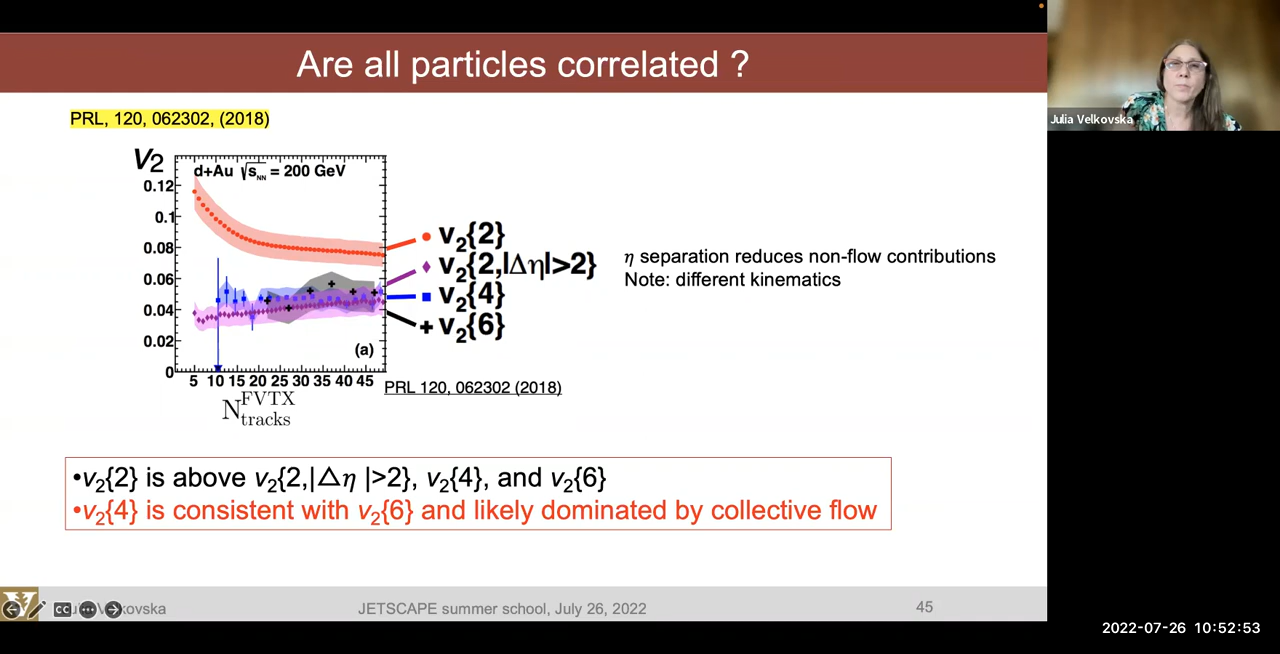 Are all particles correlated ?
Julia Velkovska
PRL, 120, 062302, (2018)
V2
d+Au √sNN = 200 GeV
0.12
0.1
0.08
0.06
0.04
0.02
0
(a)
5 10 15 20 25 30 35 40 45
N FVTX tracks
v2{2}
v2{2,|Δη|>2}
v2{4}
v2{6}
η separation reduces non-flow contributions
Note: different kinematics
PRL 120, 062302 (2018)
•v2{2} is above v2{2,|Δη |>2}, v2{4}, and v2{6}
•v2{4} is consistent with v2{6} and likely dominated by collective flow
JETSCAPE summer school, July 26, 2022
45
2022-07-26 10:52:53